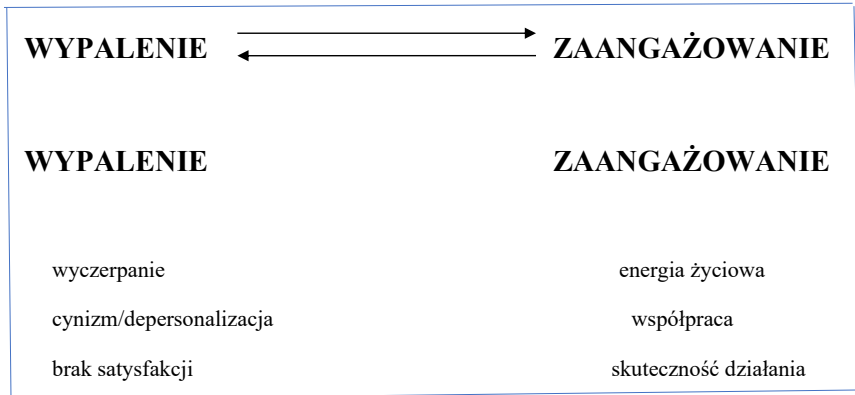 WYPALENIE ZAANGAŻOWANIE
WYPALENIE ZAANGAŻOWANIE
wyczerpanie energia życiowa
cynizm/depersonalizacja współpraca
brak satysfakcji skuteczność działania